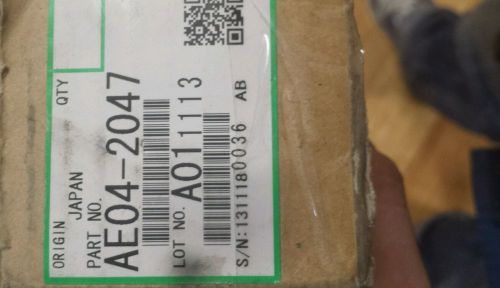 ORIGIN JAPAN QTY
PART NO.
AE04-2047
LOT NO. A011113
S/N:1311180036 AB